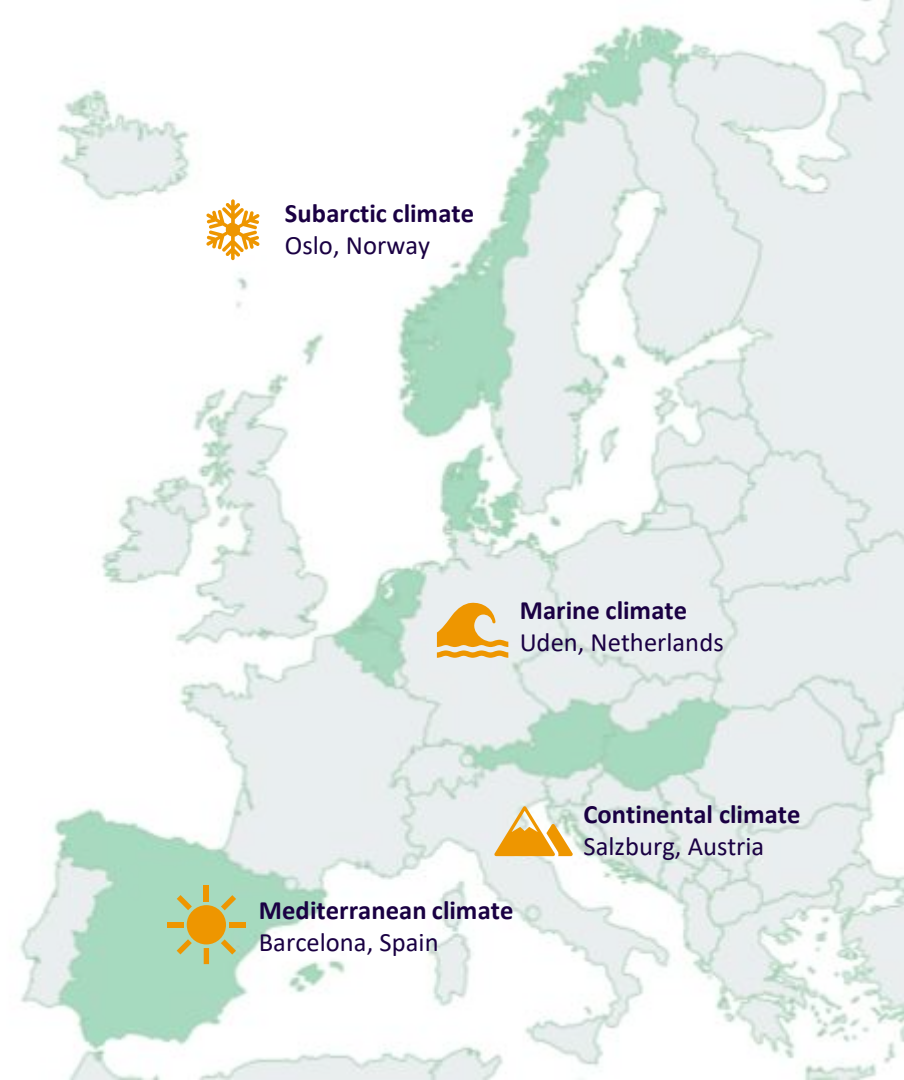 Subarctic climate
Oslo, Norway
Marine climate
Uden, Netherlands
Continental climate
Salzburg, Austria
Mediterranean climate
Barcelona, Spain